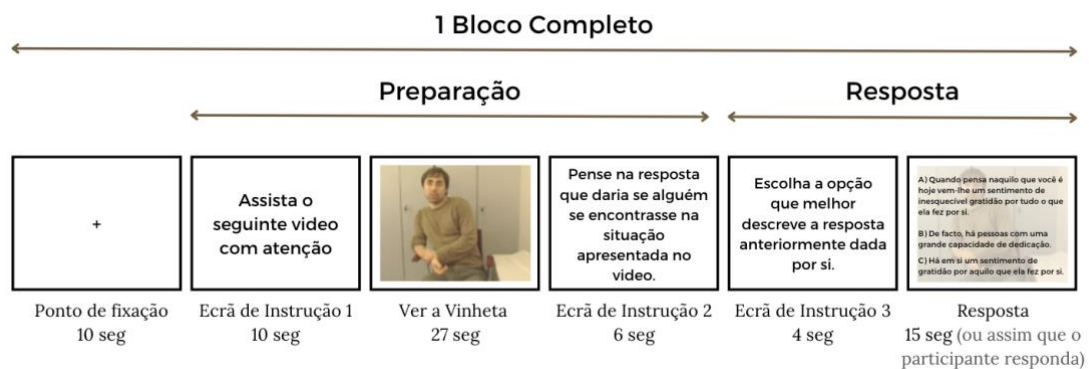 1 Bloco Completo
Preparação
Resposta
+
Assista o
seguinte video
com atenção
Pense na resposta
que daria se alguém
se encontrasse na
situação
apresentada no
video.
Escolha a opção
que melhor
descreve a resposta
anteriormente dada
por si.
A) Quando pensa naquilo que você é
hoje vem-lhe um sentimento de
inesquecível gratidão por tudo o que
ela fez por si.
B) De facto, há pessoas com uma
grande capacidade de dedicação.
C) Há em si um sentimento de
gratidão por aquilo que ela fez por si.
Ponto de fixação
10 seg
Ecrã de Instrução 1
10 seg
Ver a Vinheta
27 seg
Ecrã de Instrução 2
6 seg
Ecrã de Instrução 3
4 seg
Resposta
15 seg (ou assim que o
participante responda)